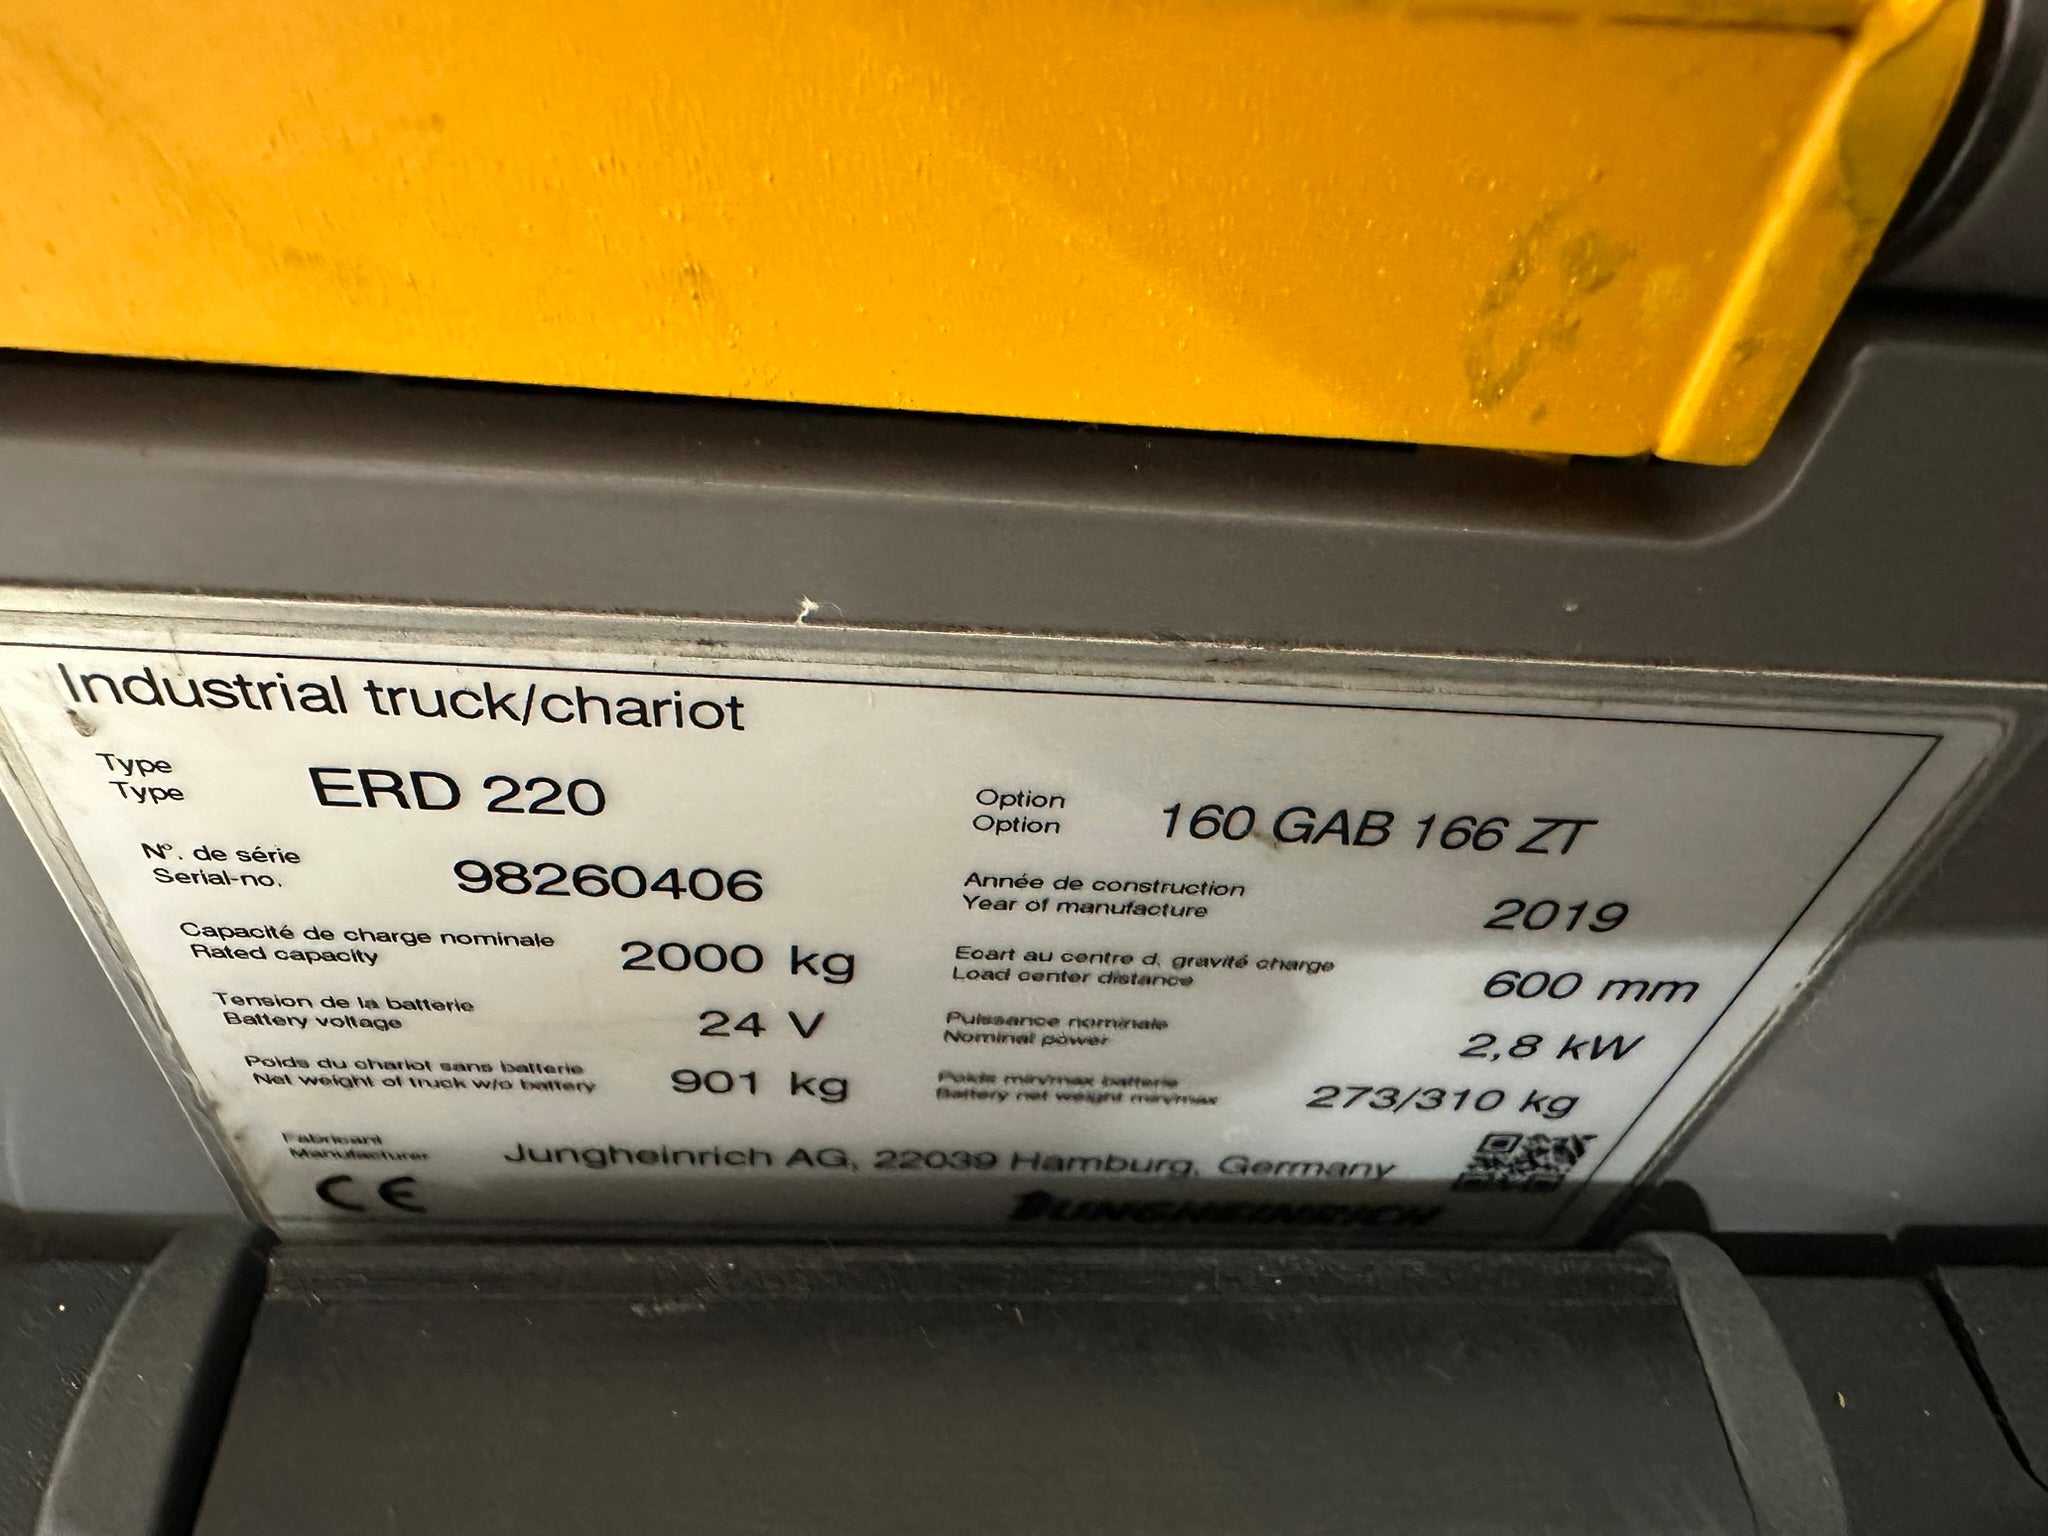 Industrial truck/chariot
Type
Type
ERD 220
Option
Option
160 GAB 166 ZT
N°. de série
Serial-no.
98260406
Année de construction
Year of manufacture
2019
Capacité de charge nominale
Rated capacity
2000 kg
Ecart au centre d. gravité charge
Load center distance
600 mm
Tension de la batterie
Battery voltage
24 V
Puissance nominale
Nominal power
2,8 kW
Poids du chariot sans batterie
Net weight of truck w/o battery
901 kg
Poids min/max batterie
Battery net weight min/max
273/310 kg
Fabricant
Manufacturer
Jungheinrich AG, 22039 Hamburg, Germany
CE
JUNGHEINRICH